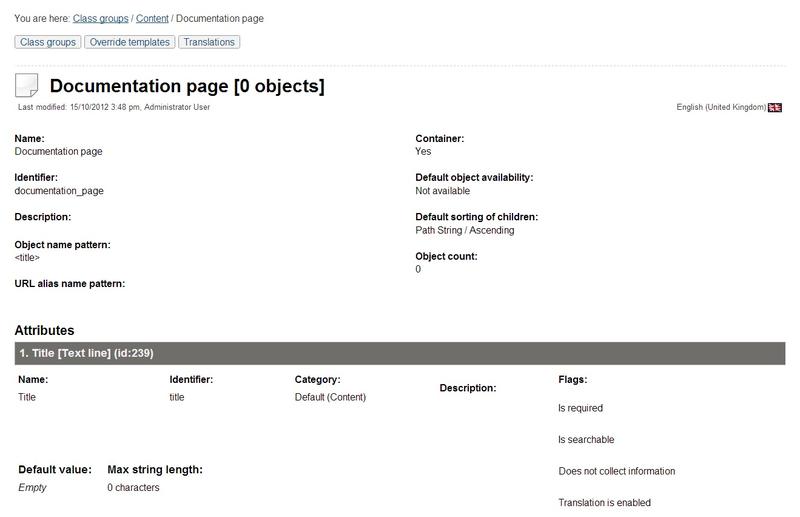 You are here: Class groups / Content / Documentation page
Class groups Override templates Translations
Documentation page [0 objects]
Last modified: 15/10/2012 3:48 pm, Administrator User
English (United Kingdom)
Name:
Documentation page
Identifier:
documentation_page
Description:
Object name pattern:
<title>
URL alias name pattern:
Container:
Yes
Default object availability:
Not available
Default sorting of children:
Path String / Ascending
Object count:
0
Attributes
1. Title [Text line] (id:239)
Name:
Title
Identifier:
title
Category:
Default (Content)
Description:
Flags:
Is required
Is searchable
Does not collect information
Translation is enabled
Default value:
Empty
Max string length:
0 characters